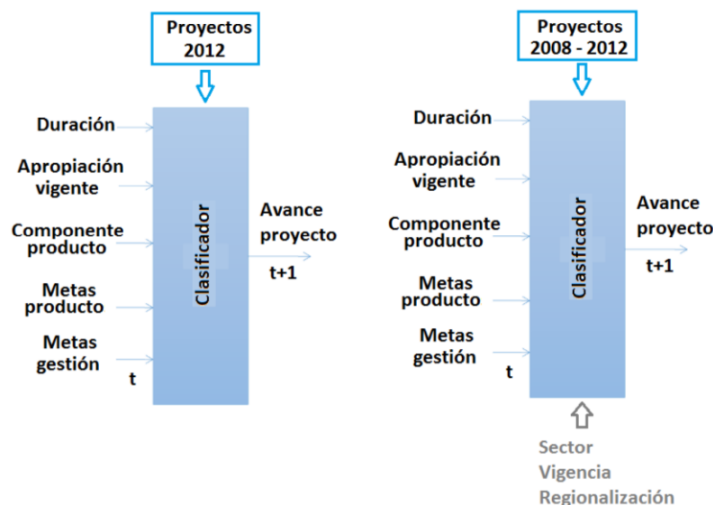 Proyectos
2012
Duración
Apropiación
vigente
Componente
producto
Metas
producto
Metas
gestión
t
Clasificador
Avance
proyecto
t+1
Proyectos
2008 - 2012
Duración
Apropiación
vigente
Componente
producto
Metas
producto
Metas
gestión
t
Clasificador
Avance
proyecto
t+1
Sector
Vigencia
Regionalización